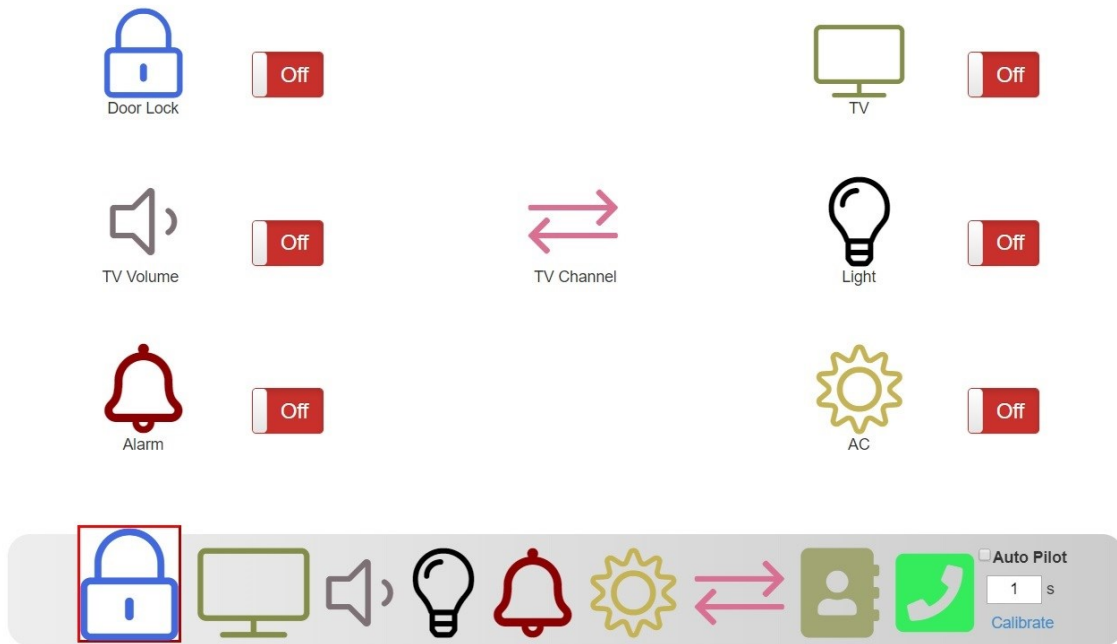 Off
Off
Door Lock
TV
Off
Off
TV Volume
TV Channel
Light
Off
Off
Alarm
AC
Auto Pilot
1 s
Calibrate